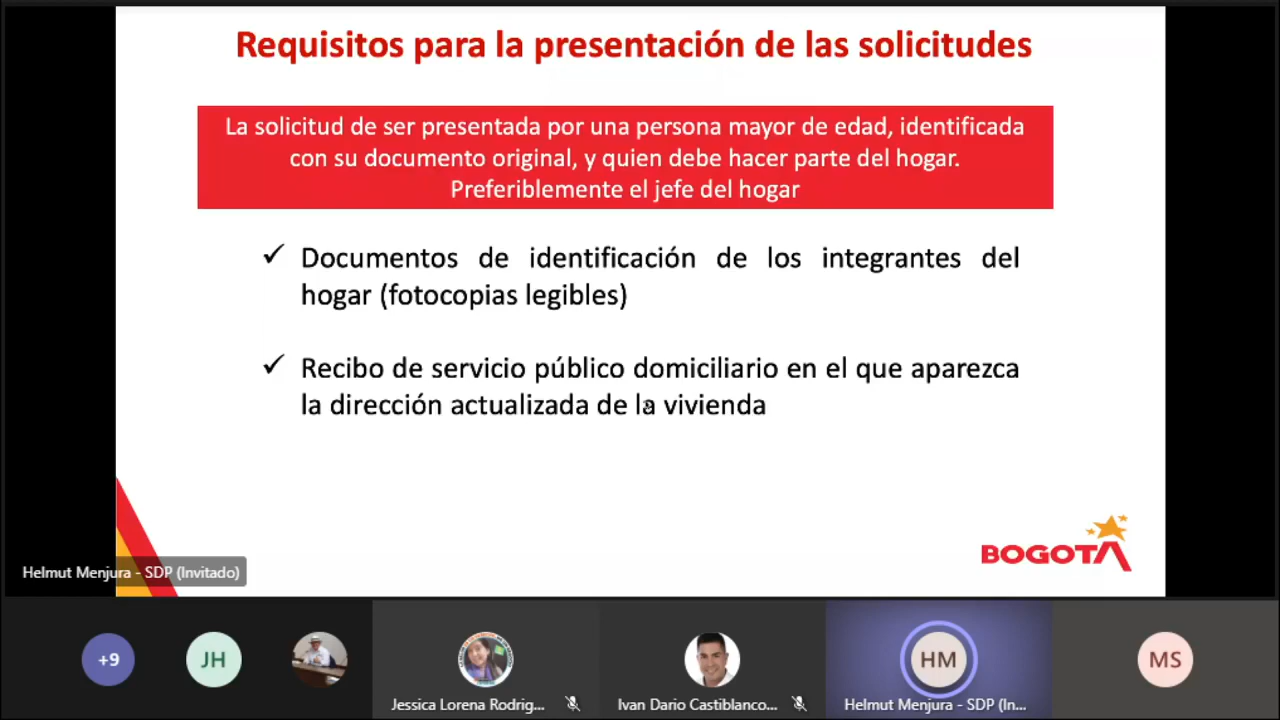 Requisitos para la presentación de las solicitudes
La solicitud de ser presentada por una persona mayor de edad, identificada
con su documento original, y quien debe hacer parte del hogar.
Preferiblemente el jefe del hogar
✓ Documentos de identificación de los integrantes del
hogar (fotocopias legibles)
✓ Recibo de servicio público domiciliario en el que aparezca
la dirección actualizada de la vivienda
BOGOTÁ
Helmut Menjura - SDP (Invitado)
+9
JH
HM
MS
Jessica Lorena Rodrig...
Ivan Dario Castiblanco...
Helmut Menjura - SDP (In...